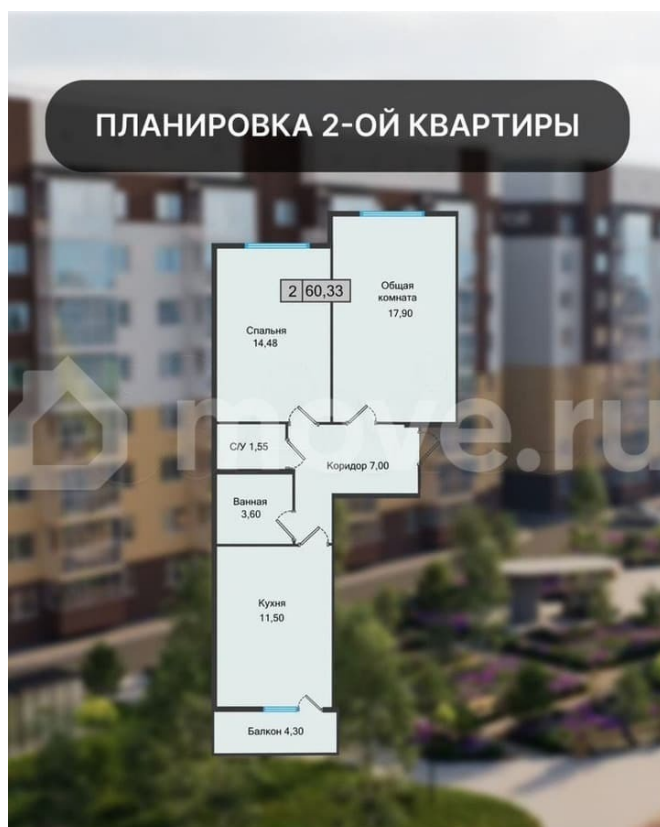 ПЛАНИРОВКА 2-ОЙ КВАРТИРЫ
2 60,33
Общая
комната
17,90
Спальня
14,48
С/У 1,55
Коридор 7,00
Ванная
3,60
Кухня
11,50
Балкон 4,30
move.ru